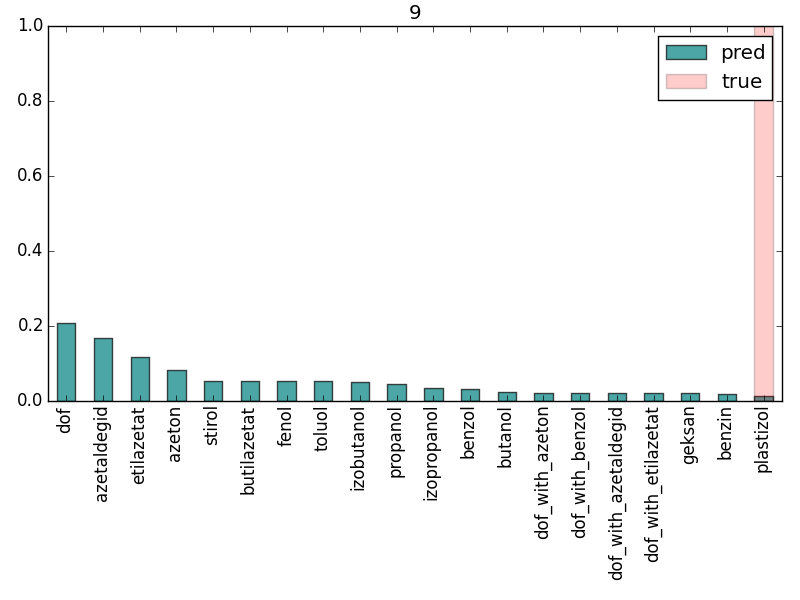 9
1.0
0.8
0.6
0.4
0.2
0.0
pred
true
dof
azetaldegid
etilazetat
azeton
stirol
butilazetat
fenol
toluol
izobutanol
propanol
izopropanol
benzol
butanol
dof_with_azeton
dof_with_benzol
dof_with_azetaldegid
dof_with_etilazetat
geksan
benzin
plastizol